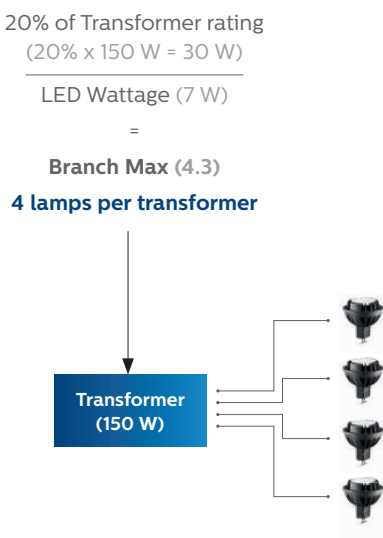 20% of Transformer rating
(20% x 150 W = 30 W)
LED Wattage (7 W)
=
Branch Max (4.3)
4 lamps per transformer
Transformer
(150 W)